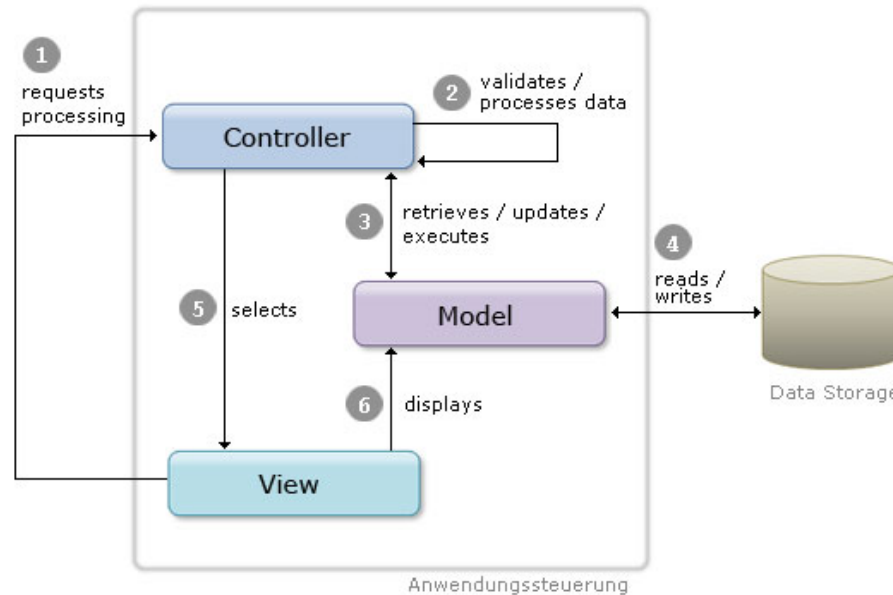 1
requests
processing
Controller
2
validates /
processes data
3
retrieves / updates /
executes
4
reads /
writes
Data Storage
Model
5
selects
6
displays
View
Anwendungssteuerung